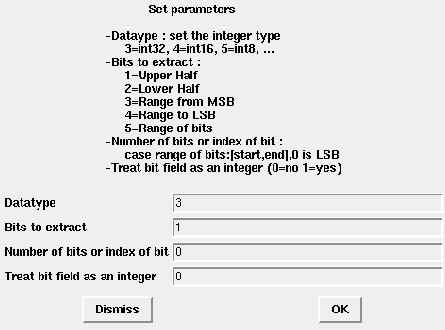 Set parameters
-Dataype : set the integer type
3=int32, 4=int16, 5=int8, ...
-Bits to extract :
1=Upper Half
2=Lower Half
3=Range from MSB
4=Range to LSB
5=Range of bits
-Number of bits or index of bit :
case range of bits:[start,end],0 is LSB
-Treat bit field as an integer (0=no 1=yes)
Datatype 3
Bits to extract 1
Number of bits or index of bit 0
Treat bit field as an integer 0
Dismiss OK